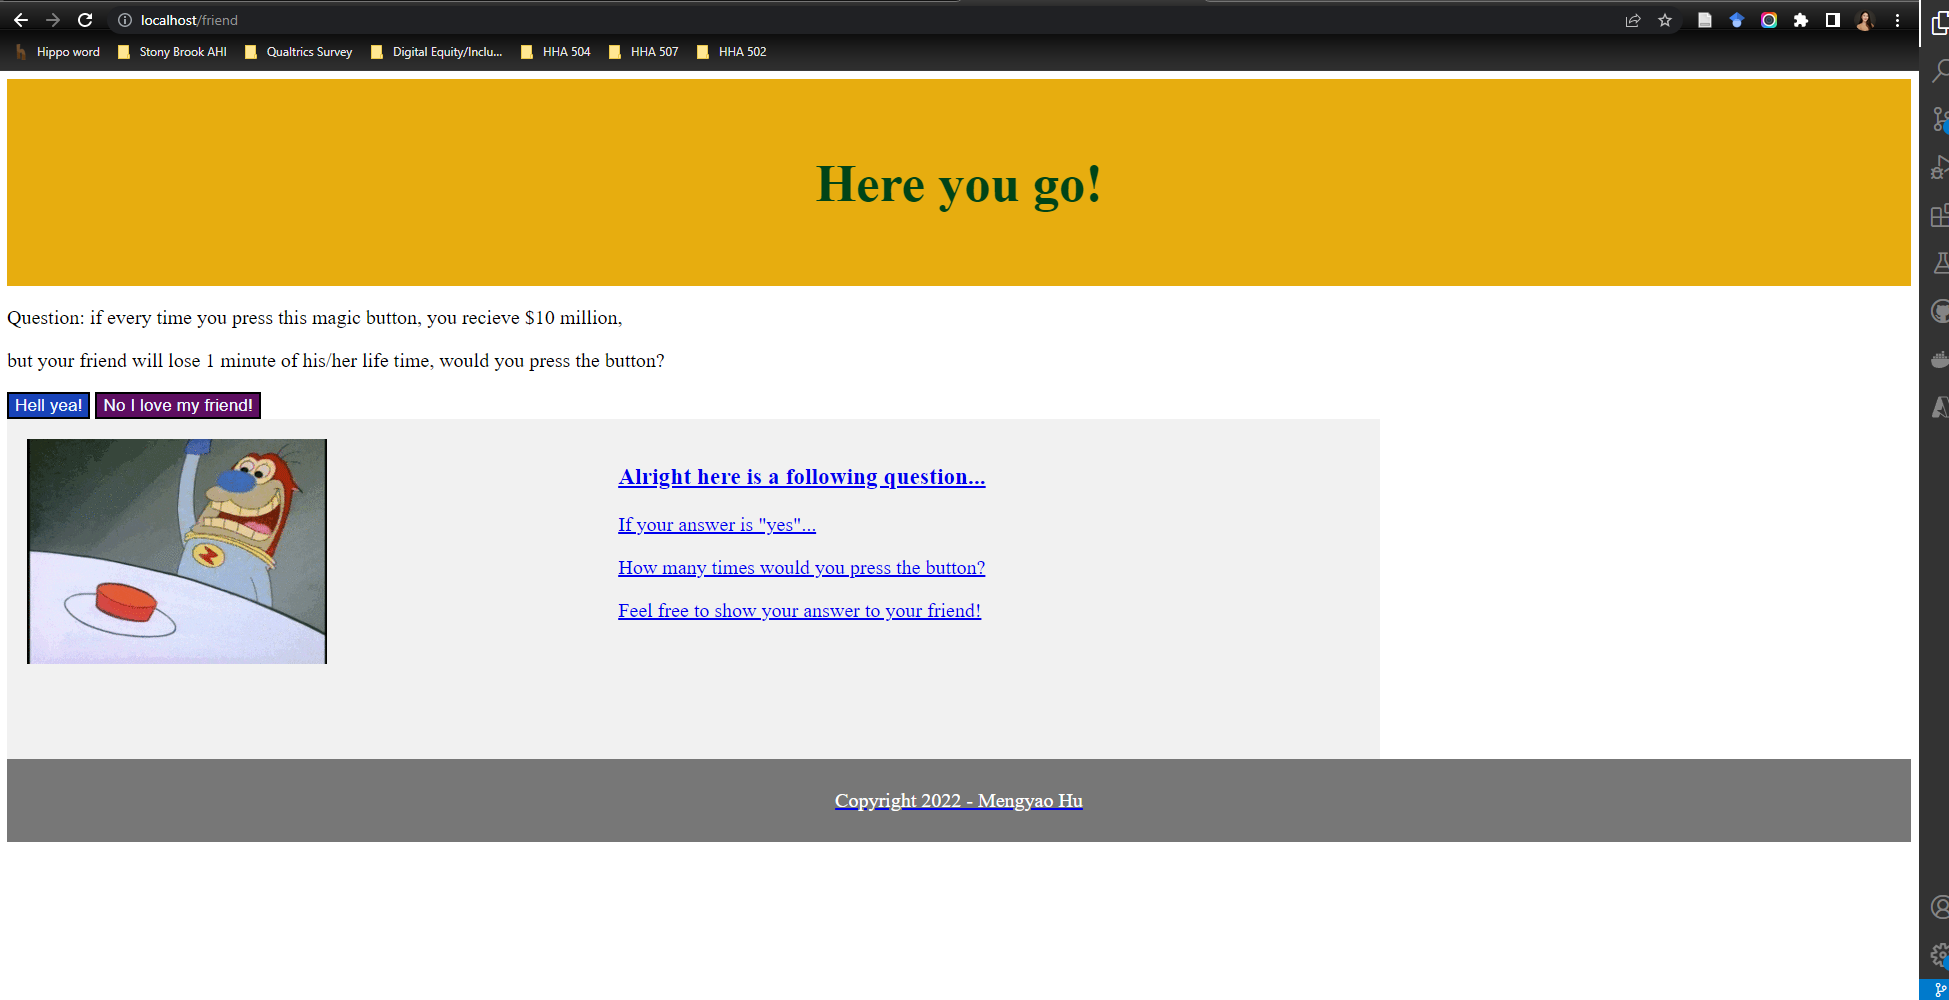 localhost/friend
Hippo word Stony Brook AHI Qualtrics Survey Digital Equity/Inclu... HHA 504 HHA 507 HHA 502
Here you go!
Question: if every time you press this magic button, you recieve $10 million,
but your friend will lose 1 minute of his/her life time, would you press the button?
Hell yea! No I love my friend!
Alright here is a following question...
If your answer is "yes"...
How many times would you press the button?
Feel free to show your answer to your friend!
Copyright 2022 - Mengyao Hu